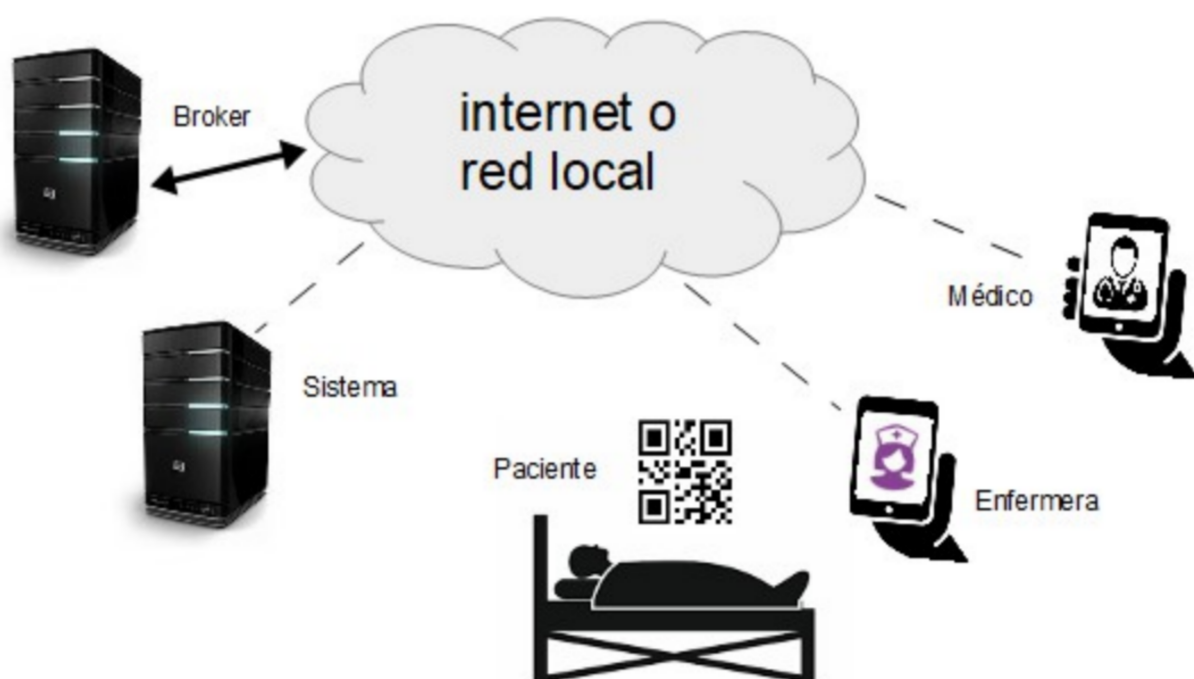 Broker
internet o
red local
Médico
Sistema
Paciente
Enfermera